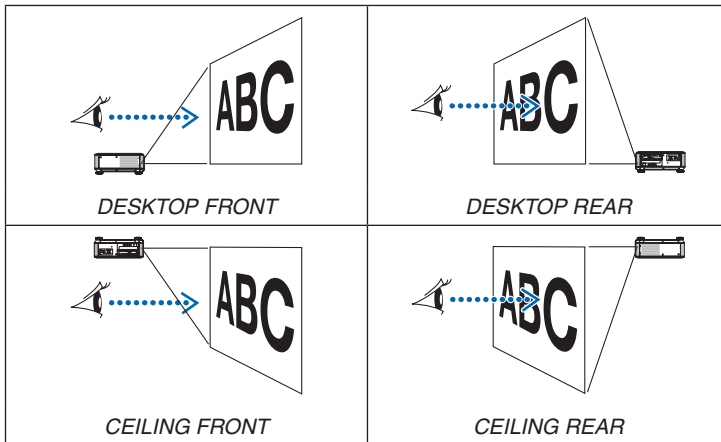 ABC
ABC
DESKTOP FRONT
DESKTOP REAR
ABC
ABC
CEILING FRONT
CEILING REAR